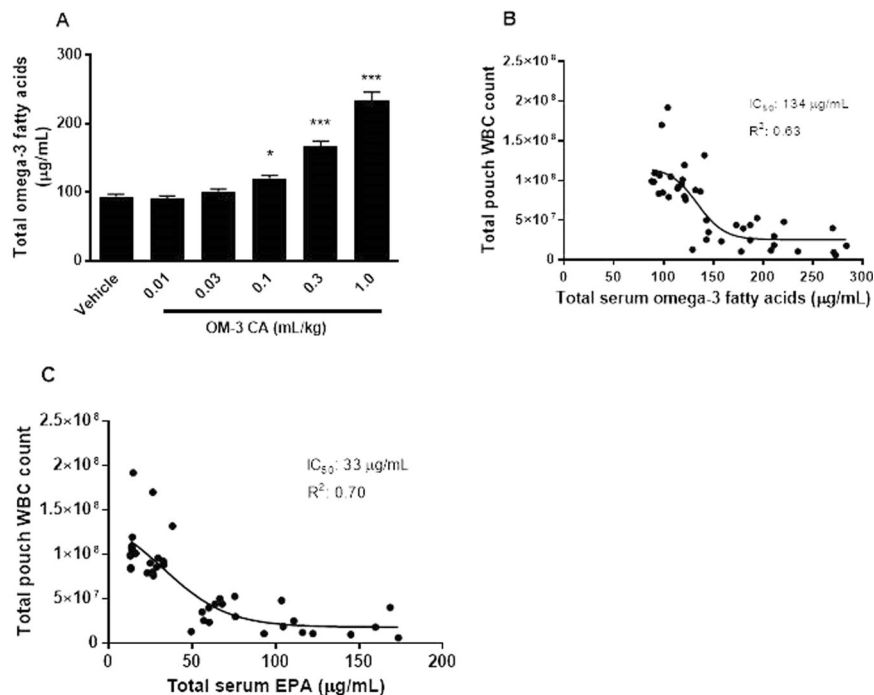 A
Total omega-3 fatty acids
(µg/mL)
300
200
100
0
Vehicle
0.01
0.03
0.1
0.3
1.0
*
***
***
OM-3 CA (mL/kg)
B
Total pouch WBC count
2.5×10⁸
2×10⁸
1.5×10⁸
1×10⁸
5×10⁷
0
IC₅₀: 134 µg/mL
R²: 0.63
0 50 100 150 200 250 300
Total serum omega-3 fatty acids (µg/mL)
C
Total pouch WBC count
2.5×10⁸
2×10⁸
1.5×10⁸
1×10⁸
5×10⁷
0
IC₅₀: 33 µg/mL
R²: 0.70
0 50 100 150 200
Total serum EPA (µg/mL)